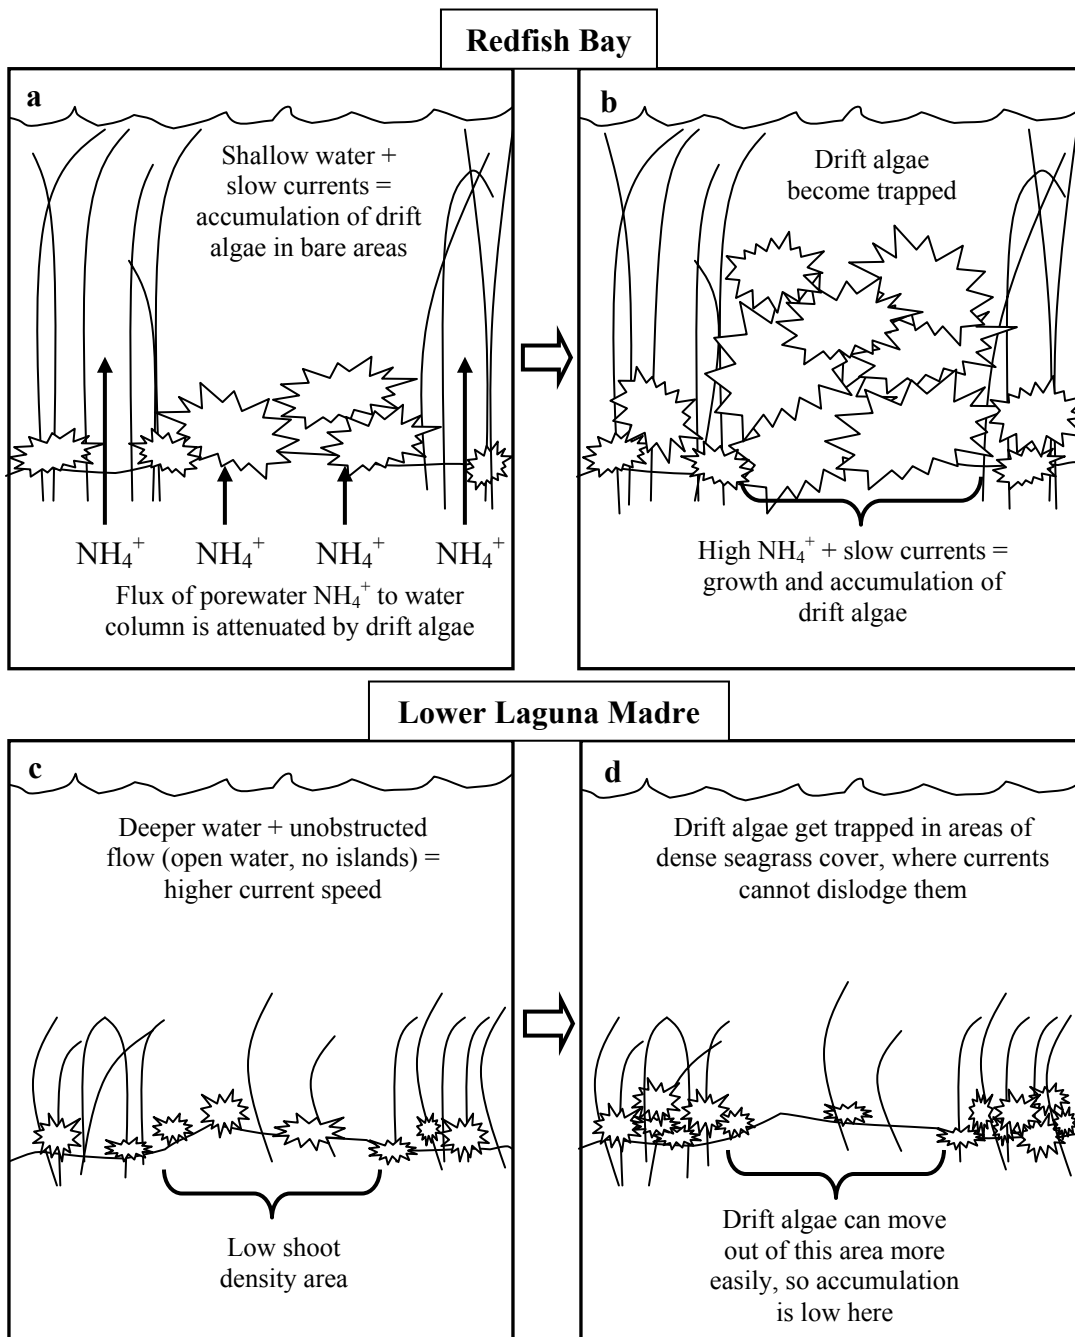 Redfish Bay
a
Shallow water +
slow currents =
accumulation of drift
algae in bare areas
NH₄⁺ NH₄⁺ NH₄⁺ NH₄⁺
Flux of porewater NH₄⁺ to water
column is attenuated by drift algae
b
Drift algae
become trapped
High NH₄⁺ + slow currents =
growth and accumulation of
drift algae
Lower Laguna Madre
c
Deeper water + unobstructed
flow (open water, no islands) =
higher current speed
Low shoot
density area
d
Drift algae get trapped in areas of
dense seagrass cover, where currents
cannot dislodge them
Drift algae can move
out of this area more
easily, so accumulation
is low here